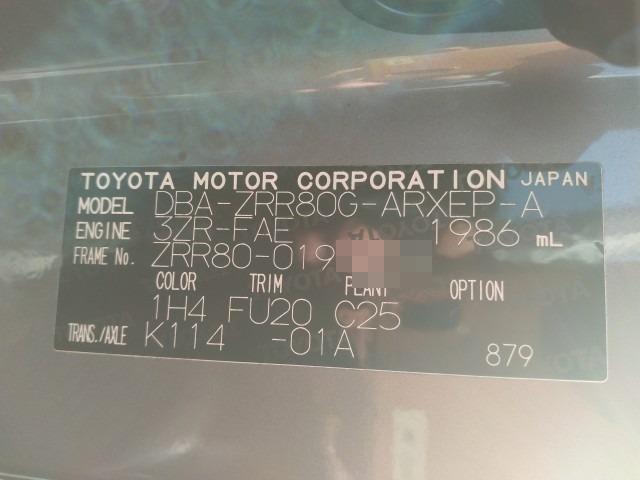 TOYOTA MOTOR CORPORATION JAPAN
MODEL DBA-ZRR80G-ARXEP-A
ENGINE 3ZR-FAE 1986 mL
FRAME No. ZRR80-019
COLOR TRIM PLANT OPTION
1H4 FU20 C25
TRANS./AXLE K114 -01A 879